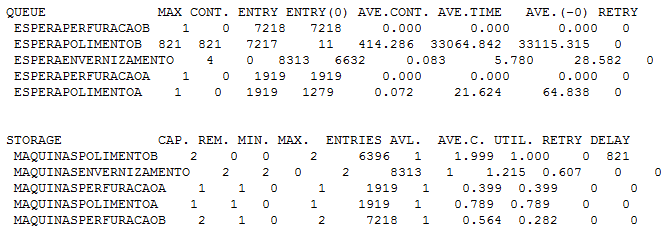 QUEUE MAX CONT. ENTRY ENTRY(0) AVE.CONT. AVE.TIME AVE.(-0) RETRY
ESPERAPERFURACAOB 1 0 7218 7218 0.000 0.000 0.000 0
ESPERAPOLIMENTOB 821 821 7217 11 414.286 33064.842 33115.315 0
ESPERAENVERNIZAMENTO 4 0 8313 6632 0.083 5.780 28.582 0
ESPERAPERFURACAOA 1 0 1919 1919 0.000 0.000 0.000 0
ESPERAPOLIMENTOA 1 0 1919 1279 0.072 21.624 64.838 0
STORAGE CAP. REM. MIN. MAX. ENTRIES AVL. AVE.C. UTIL. RETRY DELAY
MAQUINASPOLIMENTOB 2 0 0 2 6396 1 1.999 1.000 0 821
MAQUINASENVERNIZAMENTO 2 2 0 2 8313 1 1.215 0.607 0 0
MAQUINASPERFURACAOA 1 1 0 1 1919 1 0.399 0.399 0 0
MAQUINASPOLIMENTOA 1 1 0 1 1919 1 0.789 0.789 0 0
MAQUINASPERFURACAOB 2 1 0 2 7218 1 0.564 0.282 0 0